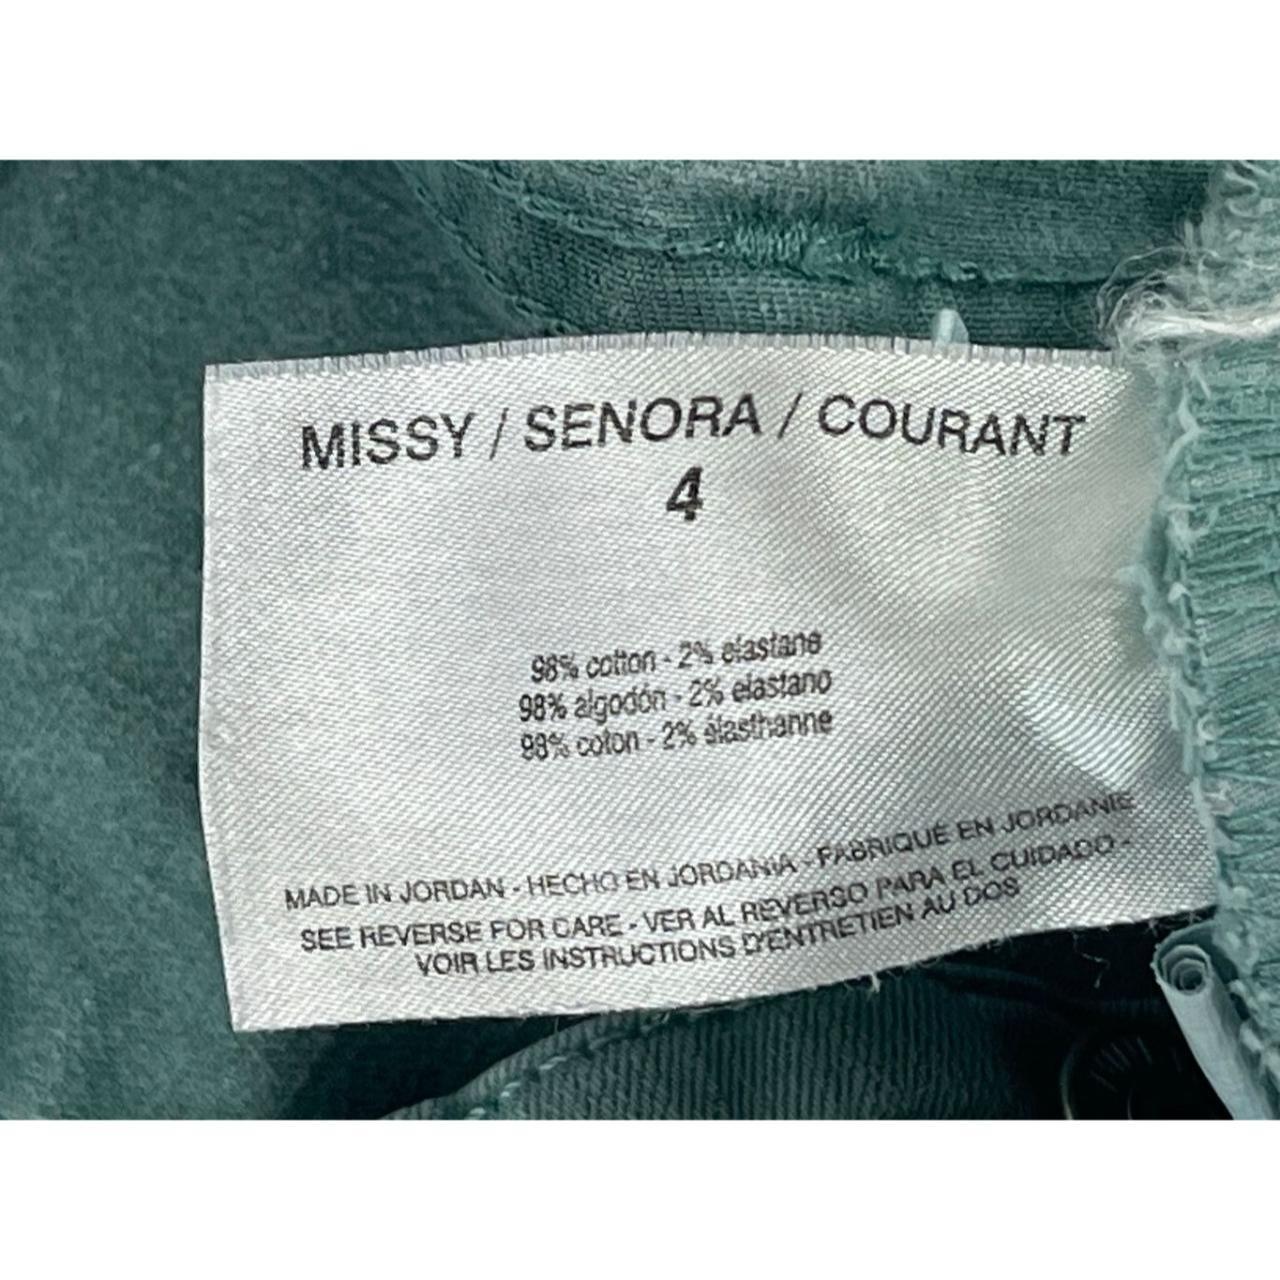 MISSY / SENORA / COURANT
4
98% cotton - 2% elastane
98% algodón - 2% elastano
98% coton - 2% élasthanne
MADE IN JORDAN - HECHO EN JORDANIA - FABRIQUÉ EN JORDANIE
SEE REVERSE FOR CARE - VER AL REVERSO PARA EL CUIDADO -
VOIR LES INSTRUCTIONS D'ENTRETIEN AU DOS